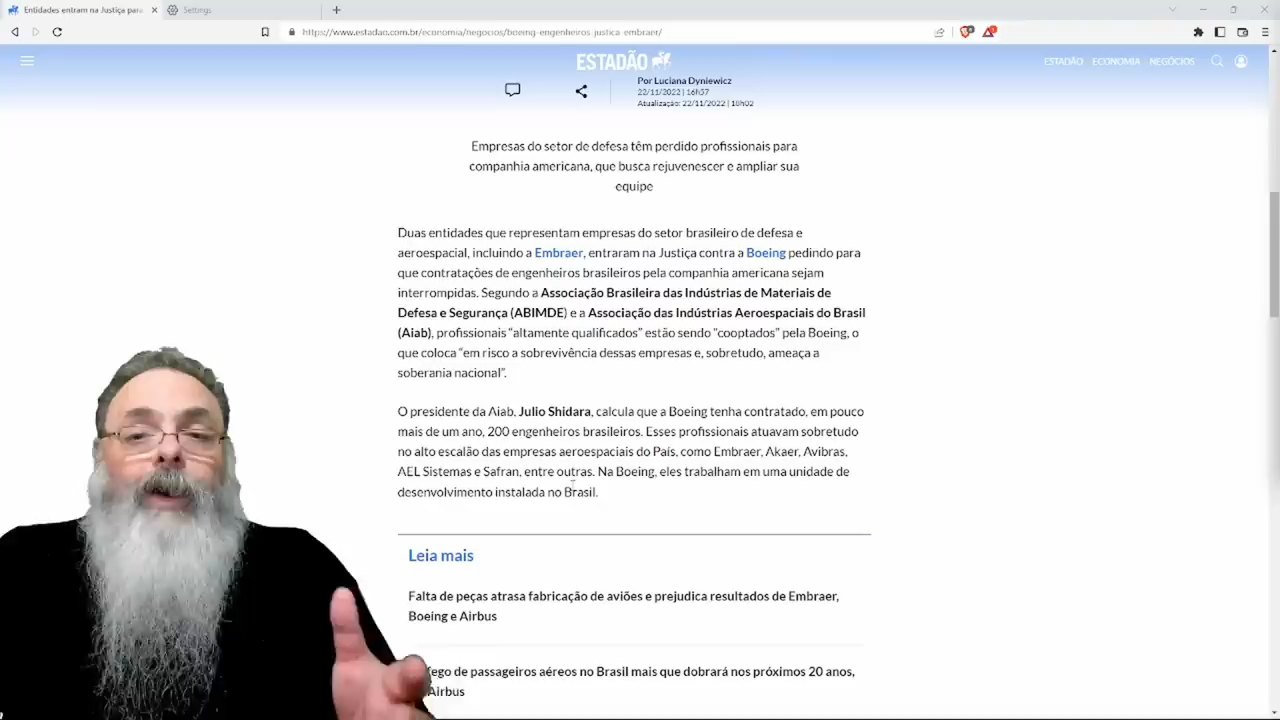 Entidades entram na Justiça para
Settings
https://www.estadao.com.br/economia/negocios/boeing-engenheiros-justica-embraer/
ESTADÃO
ESTADÃO ECONOMIA NEGÓCIOS
Por Luciana Dyniewicz
22/11/2022 | 16h37
Atualização: 22/11/2022 | 18h02
Empresas do setor de defesa têm perdido profissionais para
companhia americana, que busca rejuvenescer e ampliar sua
equipe
Duas entidades que representam empresas do setor brasileiro de defesa e
aeroespacial, incluindo a Embraer, entraram na Justiça contra a Boeing pedindo para
que contratações de engenheiros brasileiros pela companhia americana sejam
interrompidas. Segundo a Associação Brasileira das Indústrias de Materiais de
Defesa e Segurança (ABIMDE) e a Associação das Indústrias Aeroespaciais do Brasil
(Aiab), profissionais “altamente qualificados” estão sendo “cooptados” pela Boeing, o
que coloca “em risco a sobrevivência dessas empresas e, sobretudo, ameaça a
soberania nacional”.
O presidente da Aiab, Julio Shidara, calcula que a Boeing tenha contratado, em pouco
mais de um ano, 200 engenheiros brasileiros. Esses profissionais atuavam sobretudo
no alto escalão das empresas aeroespaciais do País, como Embraer, Akaer, Avibras,
AEL Sistemas e Safran, entre outras. Na Boeing, eles trabalham em uma unidade de
desenvolvimento instalada no Brasil.
Leia mais
Falta de peças atrasa fabricação de aviões e prejudica resultados de Embraer,
Boeing e Airbus
fego de passageiros aéreos no Brasil mais que dobrará nos próximos 20 anos,
Airbus